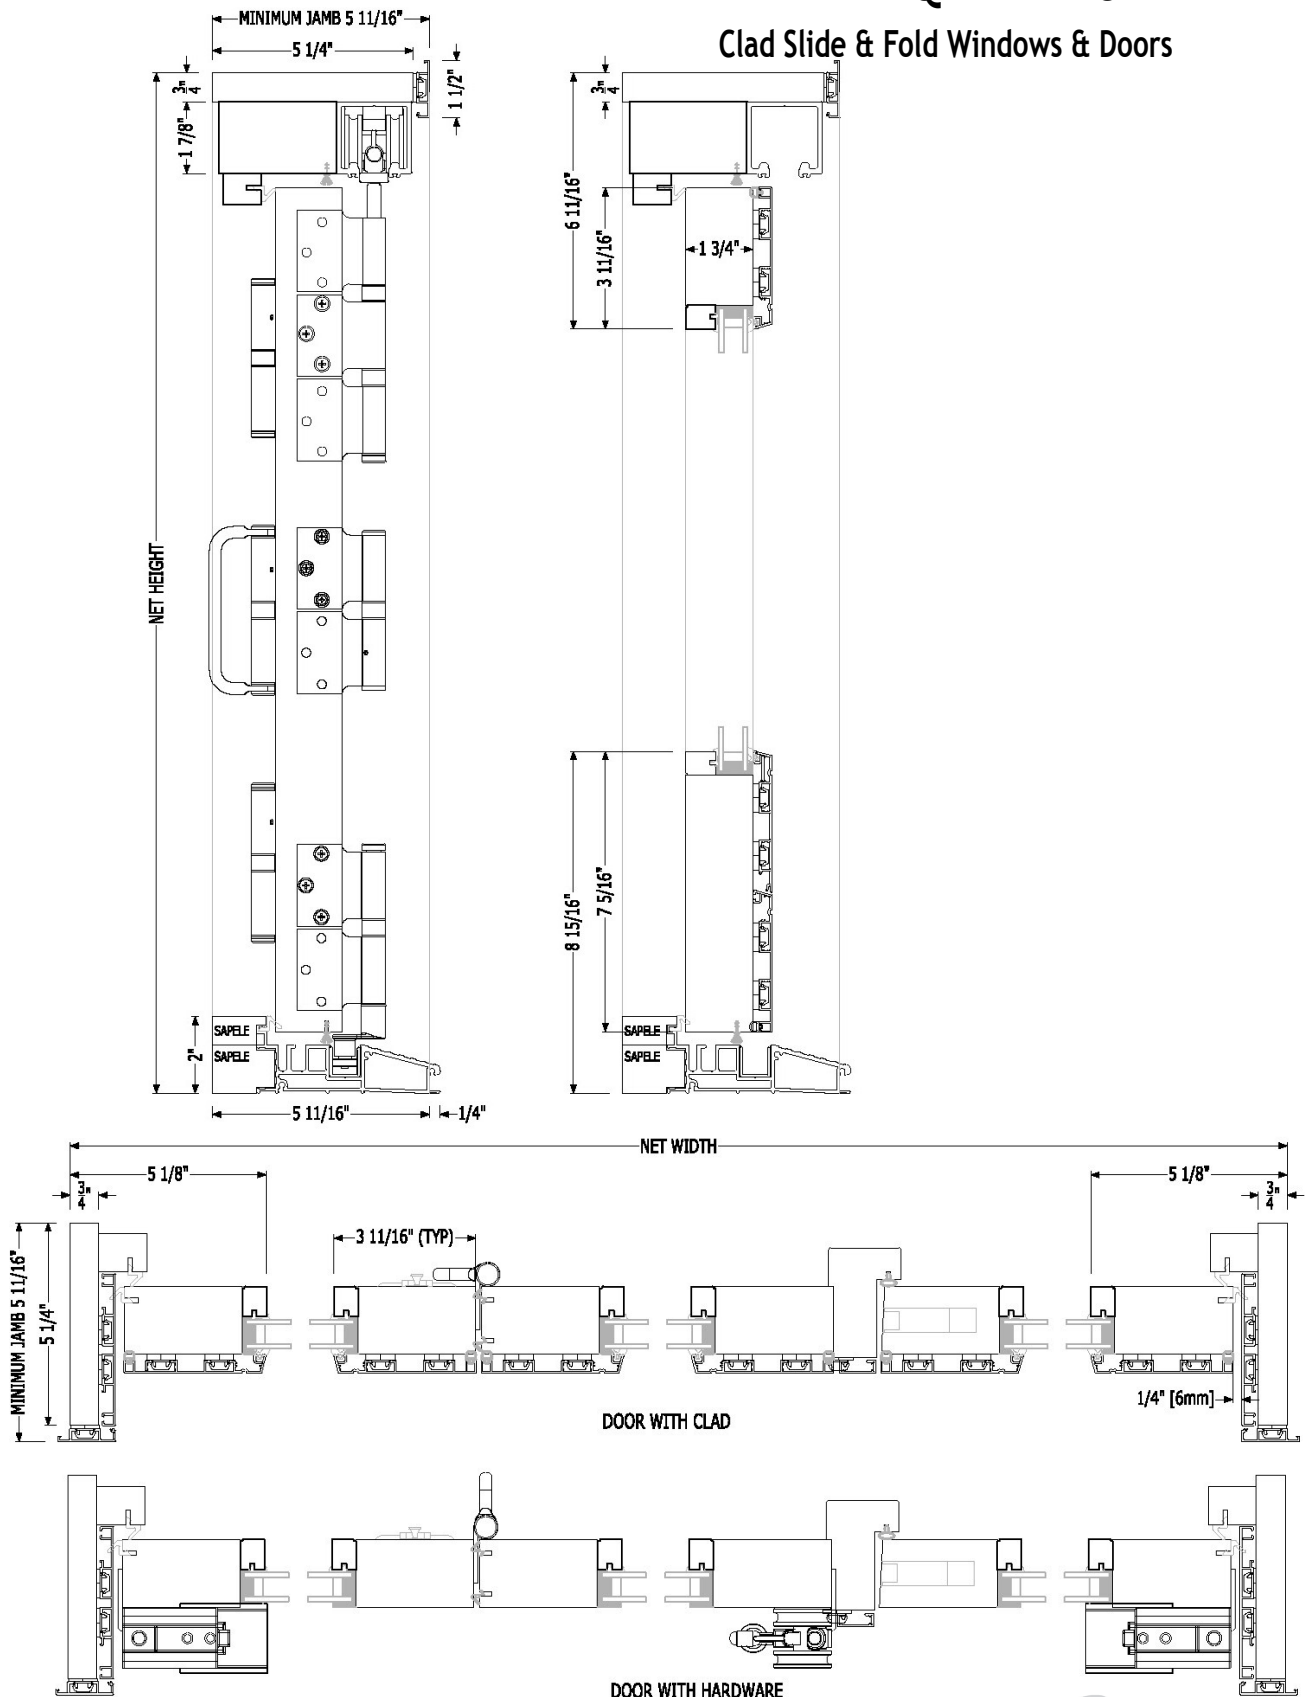 Clad Slide & Fold Windows & Doors
MINIMUM JAMB 5 11/16"
5 1/4"
3/4"
1 7/8"
1 1/2"
NET HEIGHT
SAPELE
SAPELE
2"
5 11/16"
1/4"
3/4"
6 11/16"
3 11/16"
1 3/4"
8 15/16"
7 5/16"
SAPELE
SAPELE
NET WIDTH
5 1/8"
5 1/8"
3/4"
3/4"
MINIMUM JAMB 5 11/16"
5 1/4"
3 11/16" (TYP)
1/4" [6mm]
DOOR WITH CLAD
DOOR WITH HARDWARE